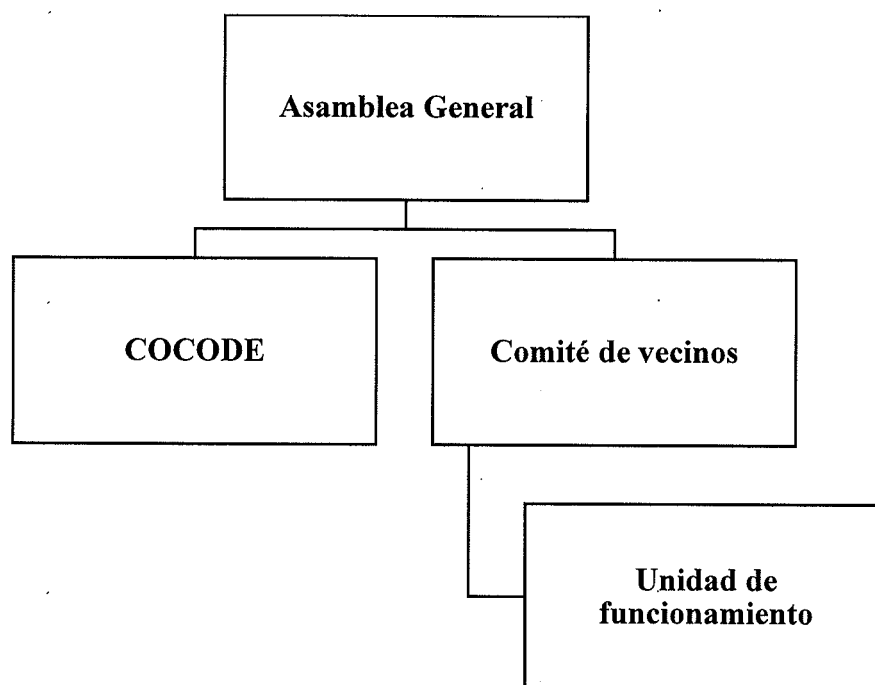 Asamblea General
COCODE
Comité de vecinos
Unidad de
funcionamiento